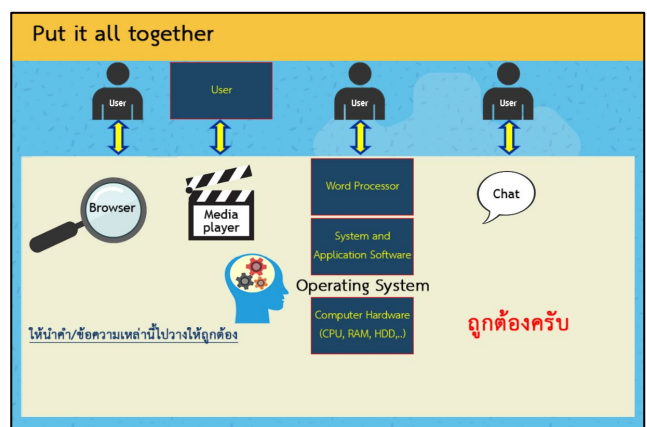 Put it all together
User
User
User
User
Browser
Media
player
Word Processor
Chat
System and
Application Software
Operating System
Computer Hardware
(CPU, RAM, HDD,..)
ให้นำคำ/ข้อความเหล่านี้ไปวางให้ถูกต้อง
ถูกต้องครับ